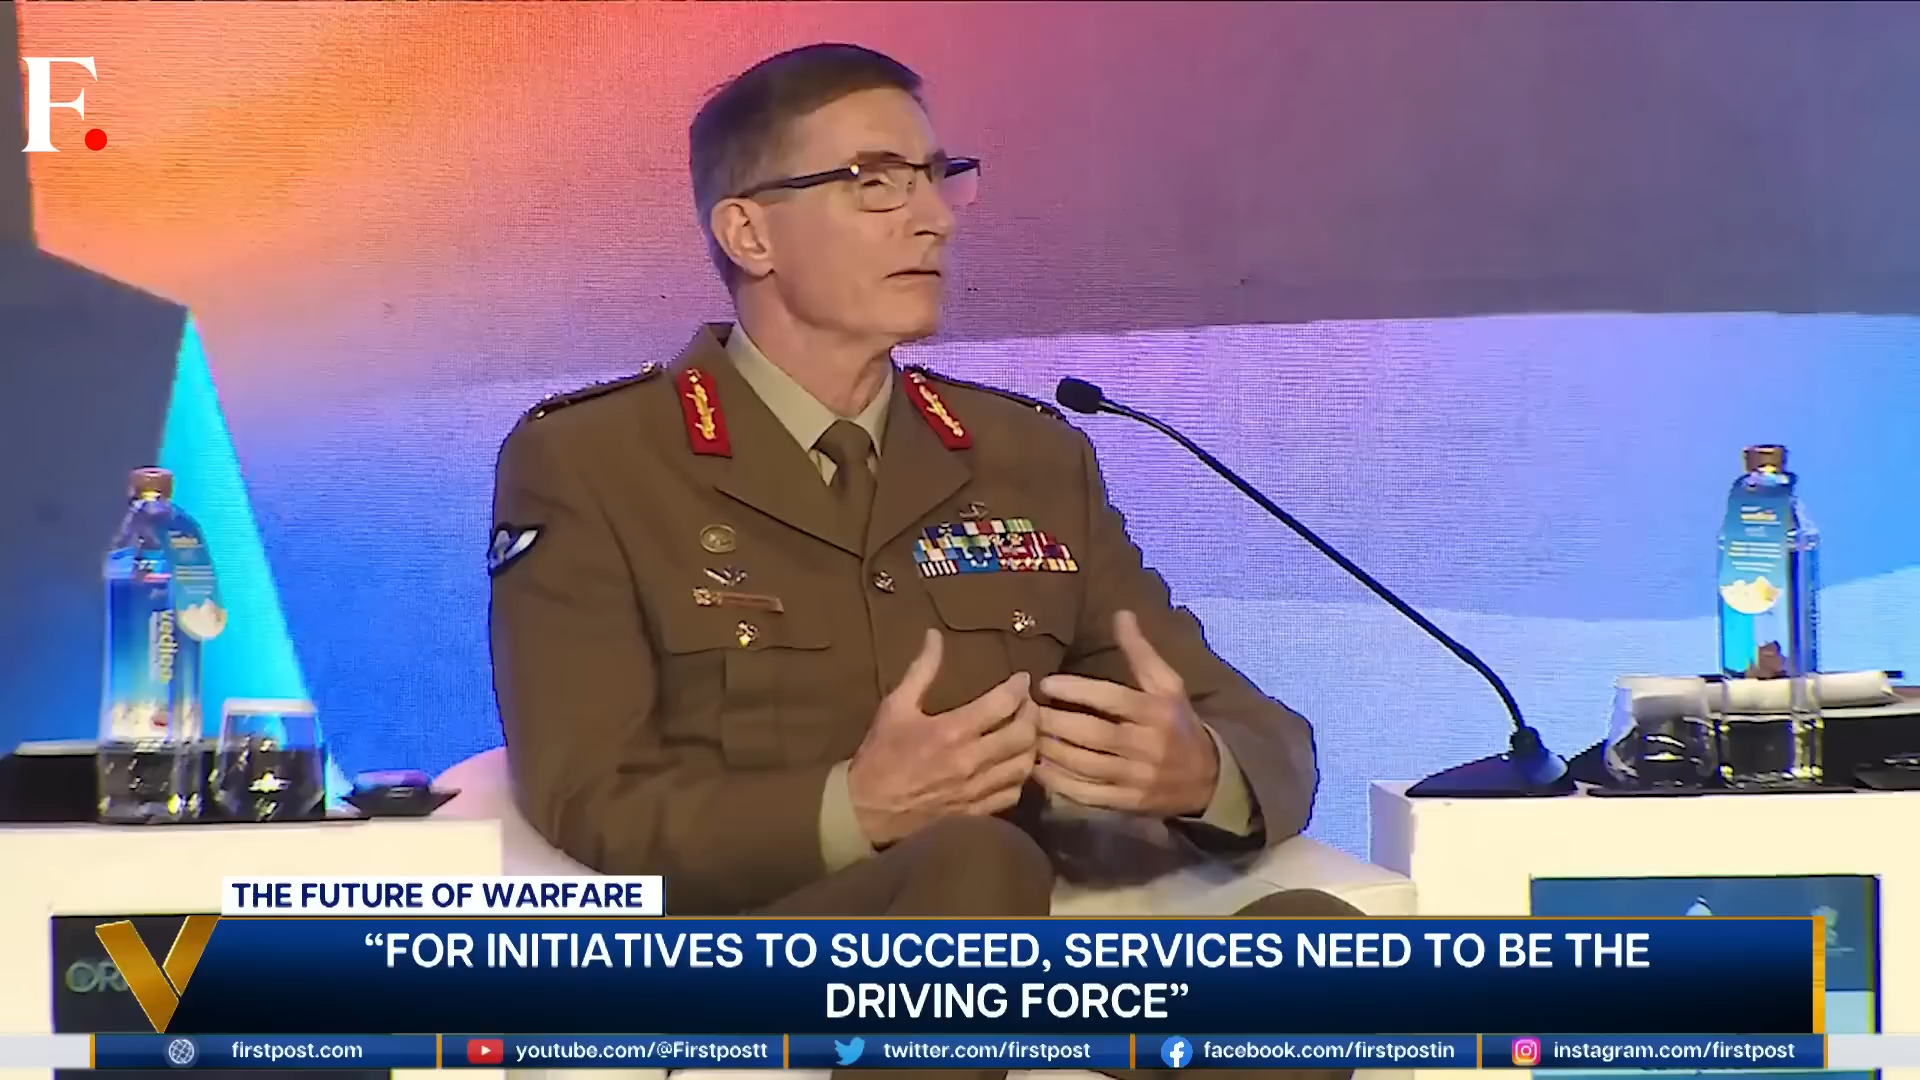 F.
vedica
THE FUTURE OF WARFARE
“FOR INITIATIVES TO SUCCEED, SERVICES NEED TO BE THE
DRIVING FORCE”
firstpost.com
youtube.com/@Firstpostt
twitter.com/firstpost
facebook.com/firstpostin
instagram.com/firstpost